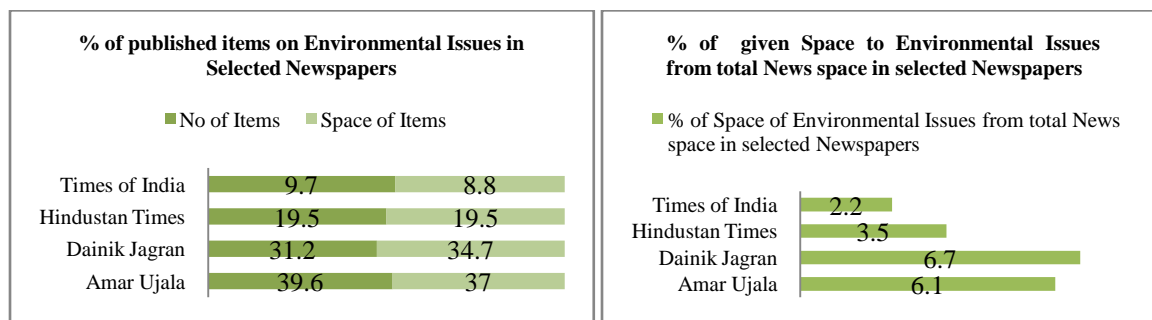 % of published items on Environmental Issues in
Selected Newspapers
No of Items Space of Items
Times of India 9.7 8.8
Hindustan Times 19.5 19.5
Dainik Jagran 31.2 34.7
Amar Ujala 39.6 37
% of given Space to Environmental Issues
from total News space in selected Newspapers
% of Space of Environmental Issues from total News
space in selected Newspapers
Times of India 2.2
Hindustan Times 3.5
Dainik Jagran 6.7
Amar Ujala 6.1